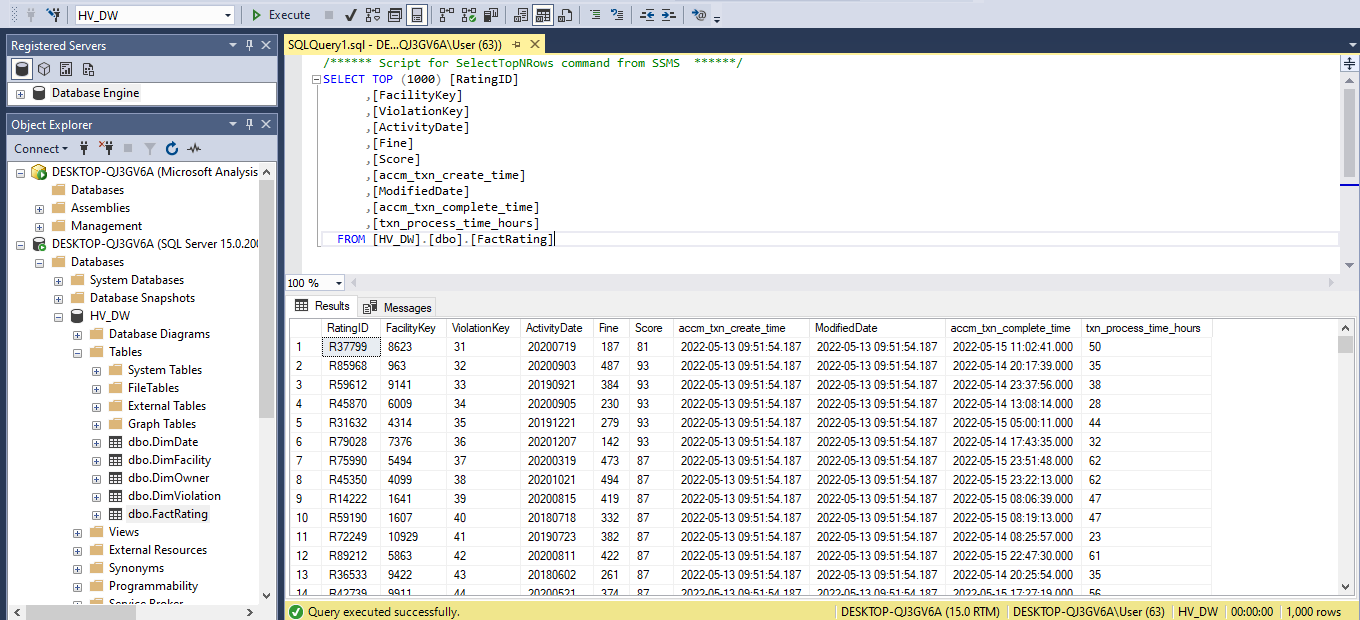 HV_DW Execute
Registered Servers
Database Engine
Object Explorer
Connect
DESKTOP-QJ3GV6A (Microsoft Analysis
Databases
Assemblies
Management
DESKTOP-QJ3GV6A (SQL Server 15.0.200
Databases
System Databases
Database Snapshots
HV_DW
Database Diagrams
Tables
System Tables
FileTables
External Tables
Graph Tables
dbo.DimDate
dbo.DimFacility
dbo.DimOwner
dbo.DimViolation
dbo.FactRating
Views
External Resources
Synonyms
Programmability
Service Broker
SQLQuery1.sql - DE...QJ3GV6A\User (63))
/****** Script for SelectTopNRows command from SSMS  ******/
SELECT TOP (1000) [RatingID]
,[FacilityKey]
,[ViolationKey]
,[ActivityDate]
,[Fine]
,[Score]
,[accm_txn_create_time]
,[ModifiedDate]
,[accm_txn_complete_time]
,[txn_process_time_hours]
FROM [HV_DW].[dbo].[FactRating]
100 %
Results Messages
RatingID FacilityKey ViolationKey ActivityDate Fine Score accm_txn_create_time ModifiedDate accm_txn_complete_time txn_process_time_hours
1 R37799 8623 31 20200719 187 81 2022-05-13 09:51:54.187 2022-05-13 09:51:54.187 2022-05-15 11:02:41.000 50
2 R85968 963 32 20200903 487 93 2022-05-13 09:51:54.187 2022-05-13 09:51:54.187 2022-05-14 20:17:39.000 35
3 R59612 9141 33 20190921 384 93 2022-05-13 09:51:54.187 2022-05-13 09:51:54.187 2022-05-14 23:37:56.000 38
4 R45870 6009 34 20200905 230 93 2022-05-13 09:51:54.187 2022-05-13 09:51:54.187 2022-05-14 13:08:14.000 28
5 R31632 4314 35 20191221 279 93 2022-05-13 09:51:54.187 2022-05-13 09:51:54.187 2022-05-15 05:00:11.000 44
6 R79028 7376 36 20201207 142 93 2022-05-13 09:51:54.187 2022-05-13 09:51:54.187 2022-05-14 17:43:35.000 32
7 R75990 5494 37 20200319 473 87 2022-05-13 09:51:54.187 2022-05-13 09:51:54.187 2022-05-15 23:51:48.000 62
8 R45350 4099 38 20201021 494 87 2022-05-13 09:51:54.187 2022-05-13 09:51:54.187 2022-05-15 23:22:13.000 62
9 R14222 1641 39 20200815 419 87 2022-05-13 09:51:54.187 2022-05-13 09:51:54.187 2022-05-15 08:06:39.000 47
10 R59190 1607 40 20180718 332 87 2022-05-13 09:51:54.187 2022-05-13 09:51:54.187 2022-05-15 08:19:13.000 47
11 R72249 10929 41 20190723 382 87 2022-05-13 09:51:54.187 2022-05-13 09:51:54.187 2022-05-14 08:25:57.000 23
12 R89212 5863 42 20200811 422 87 2022-05-13 09:51:54.187 2022-05-13 09:51:54.187 2022-05-15 22:47:30.000 61
13 R36533 9422 43 20180602 261 87 2022-05-13 09:51:54.187 2022-05-13 09:51:54.187 2022-05-14 20:25:54.000 35
14 R42739 9911 44 20200521 374 87 2022-05-13 09:51:54.187 2022-05-13 09:51:54.187 2022-05-15 17:27:19.000 56
Query executed successfully. DESKTOP-QJ3GV6A (15.0 RTM) DESKTOP-QJ3GV6A\User (63) HV_DW 00:00:00 1,000 rows